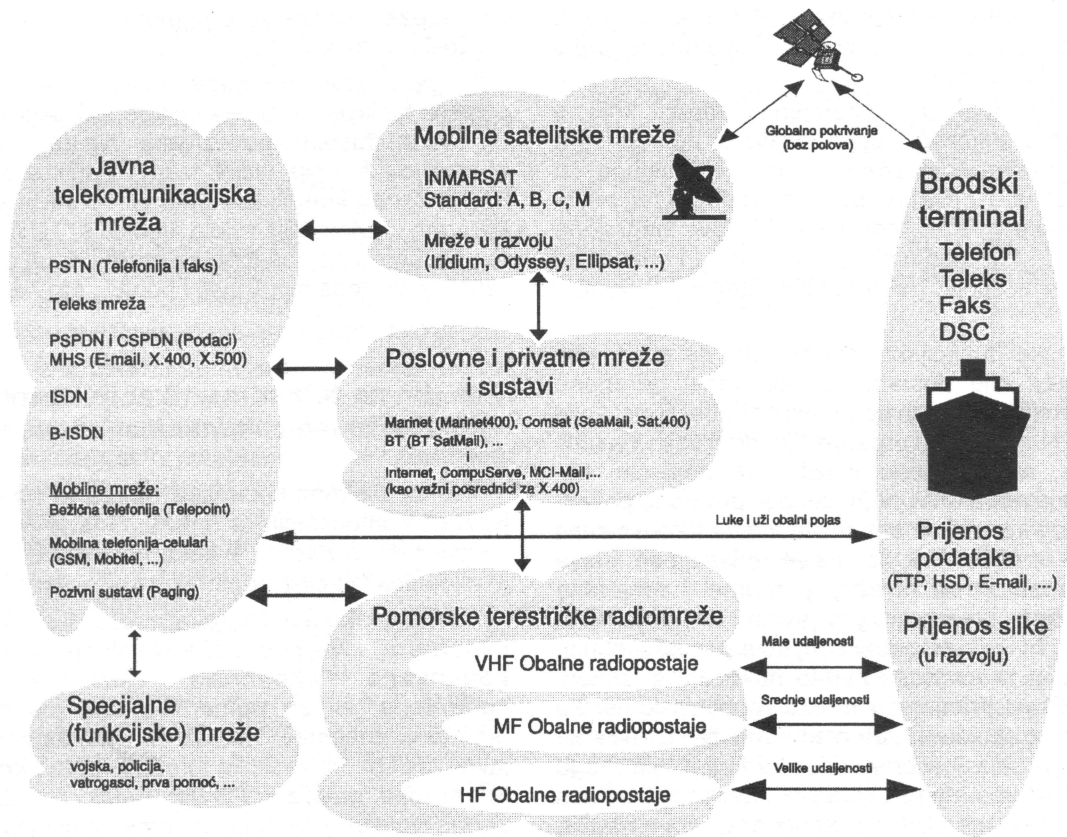 Javna
telekomunikacijska
mreža
PSTN (Telefonija i faks)
Teleks mreža
PSPDN i CSPDN (Podaci)
MHS (E-mail, X.400, X.500)
ISDN
B-ISDN
Mobilne mreže:
Bežična telefonija (Telepoint)
Mobilna telefonija-celulari
(GSM, Mobitel, ...)
Pozivni sustavi (Paging)
Specijalne
(funkcijske) mreže
vojska, policija,
vatrogasci, prva pomoć, ...
Mobilne satelitske mreže
INMARSAT
Standard: A, B, C, M
Mreže u razvoju
(Iridium, Odyssey, Ellipsat, ...)
Poslovne i privatne mreže
i sustavi
Marinet (Marinet400), Comsat (SeaMail, Sat.400)
BT (BT SatMail), ...
i
Internet, CompuServe, MCI-Mail,...
(kao važni posrednici za X.400)
Luke i uži obalni pojas
Pomorske terestričke radiomreže
VHF Obalne radiopostaje
MF Obalne radiopostaje
HF Obalne radiopostaje
Male udaljenosti
Srednje udaljenosti
Velike udaljenosti
Globalno pokrivanje
(bez polova)
Brodski
terminal
Telefon
Teleks
Faks
DSC
Prijenos
podataka
(FTP, HSD, E-mail, ...)
Prijenos slike
(u razvoju)